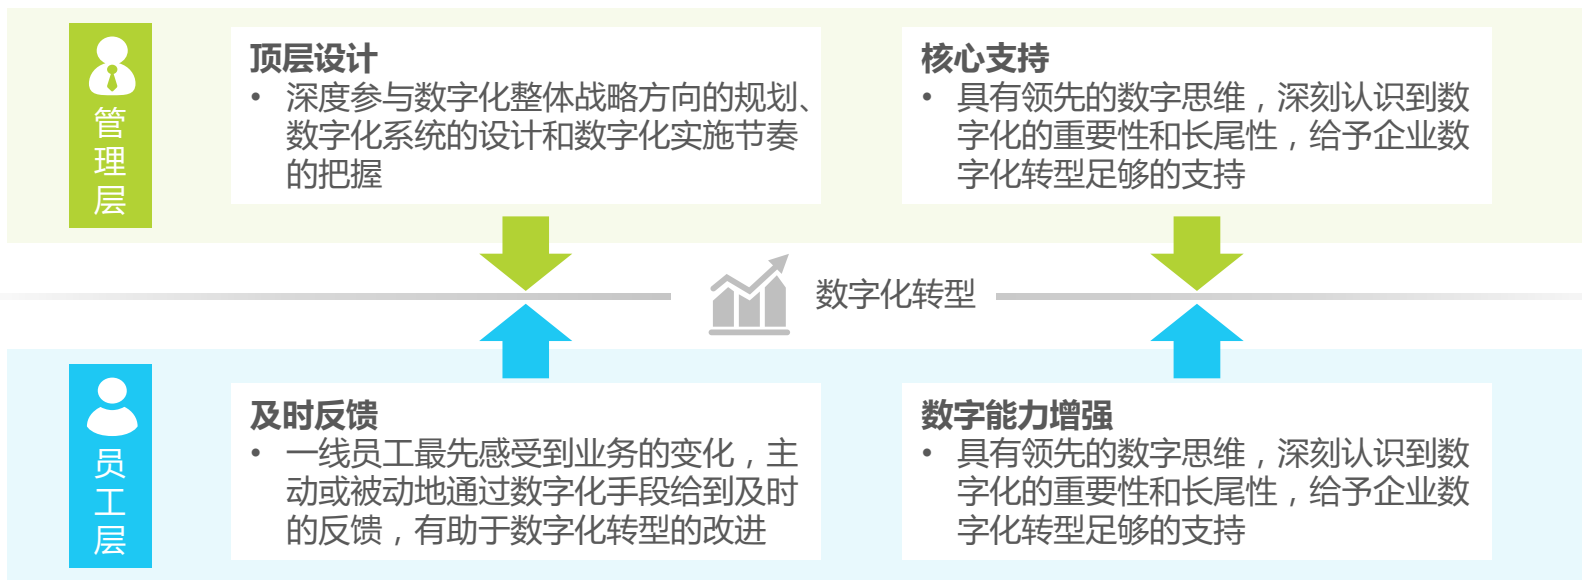 管理层
顶层设计
• 深度参与数字化整体战略方向的规划、
数字化系统的设计和数字化实施节奏
的把握
核心支持
• 具有领先的数字思维，深刻认识到数
字化的重要性和长尾性，给予企业数
字化转型足够的支持
数字化转型
员工层
及时反馈
• 一线员工最先感受到业务的变化，主
动或被动地通过数字化手段给到及时
的反馈，有助于数字化转型的改进
数字能力增强
• 具有领先的数字思维，深刻认识到数
字化的重要性和长尾性，给予企业数
字化转型足够的支持